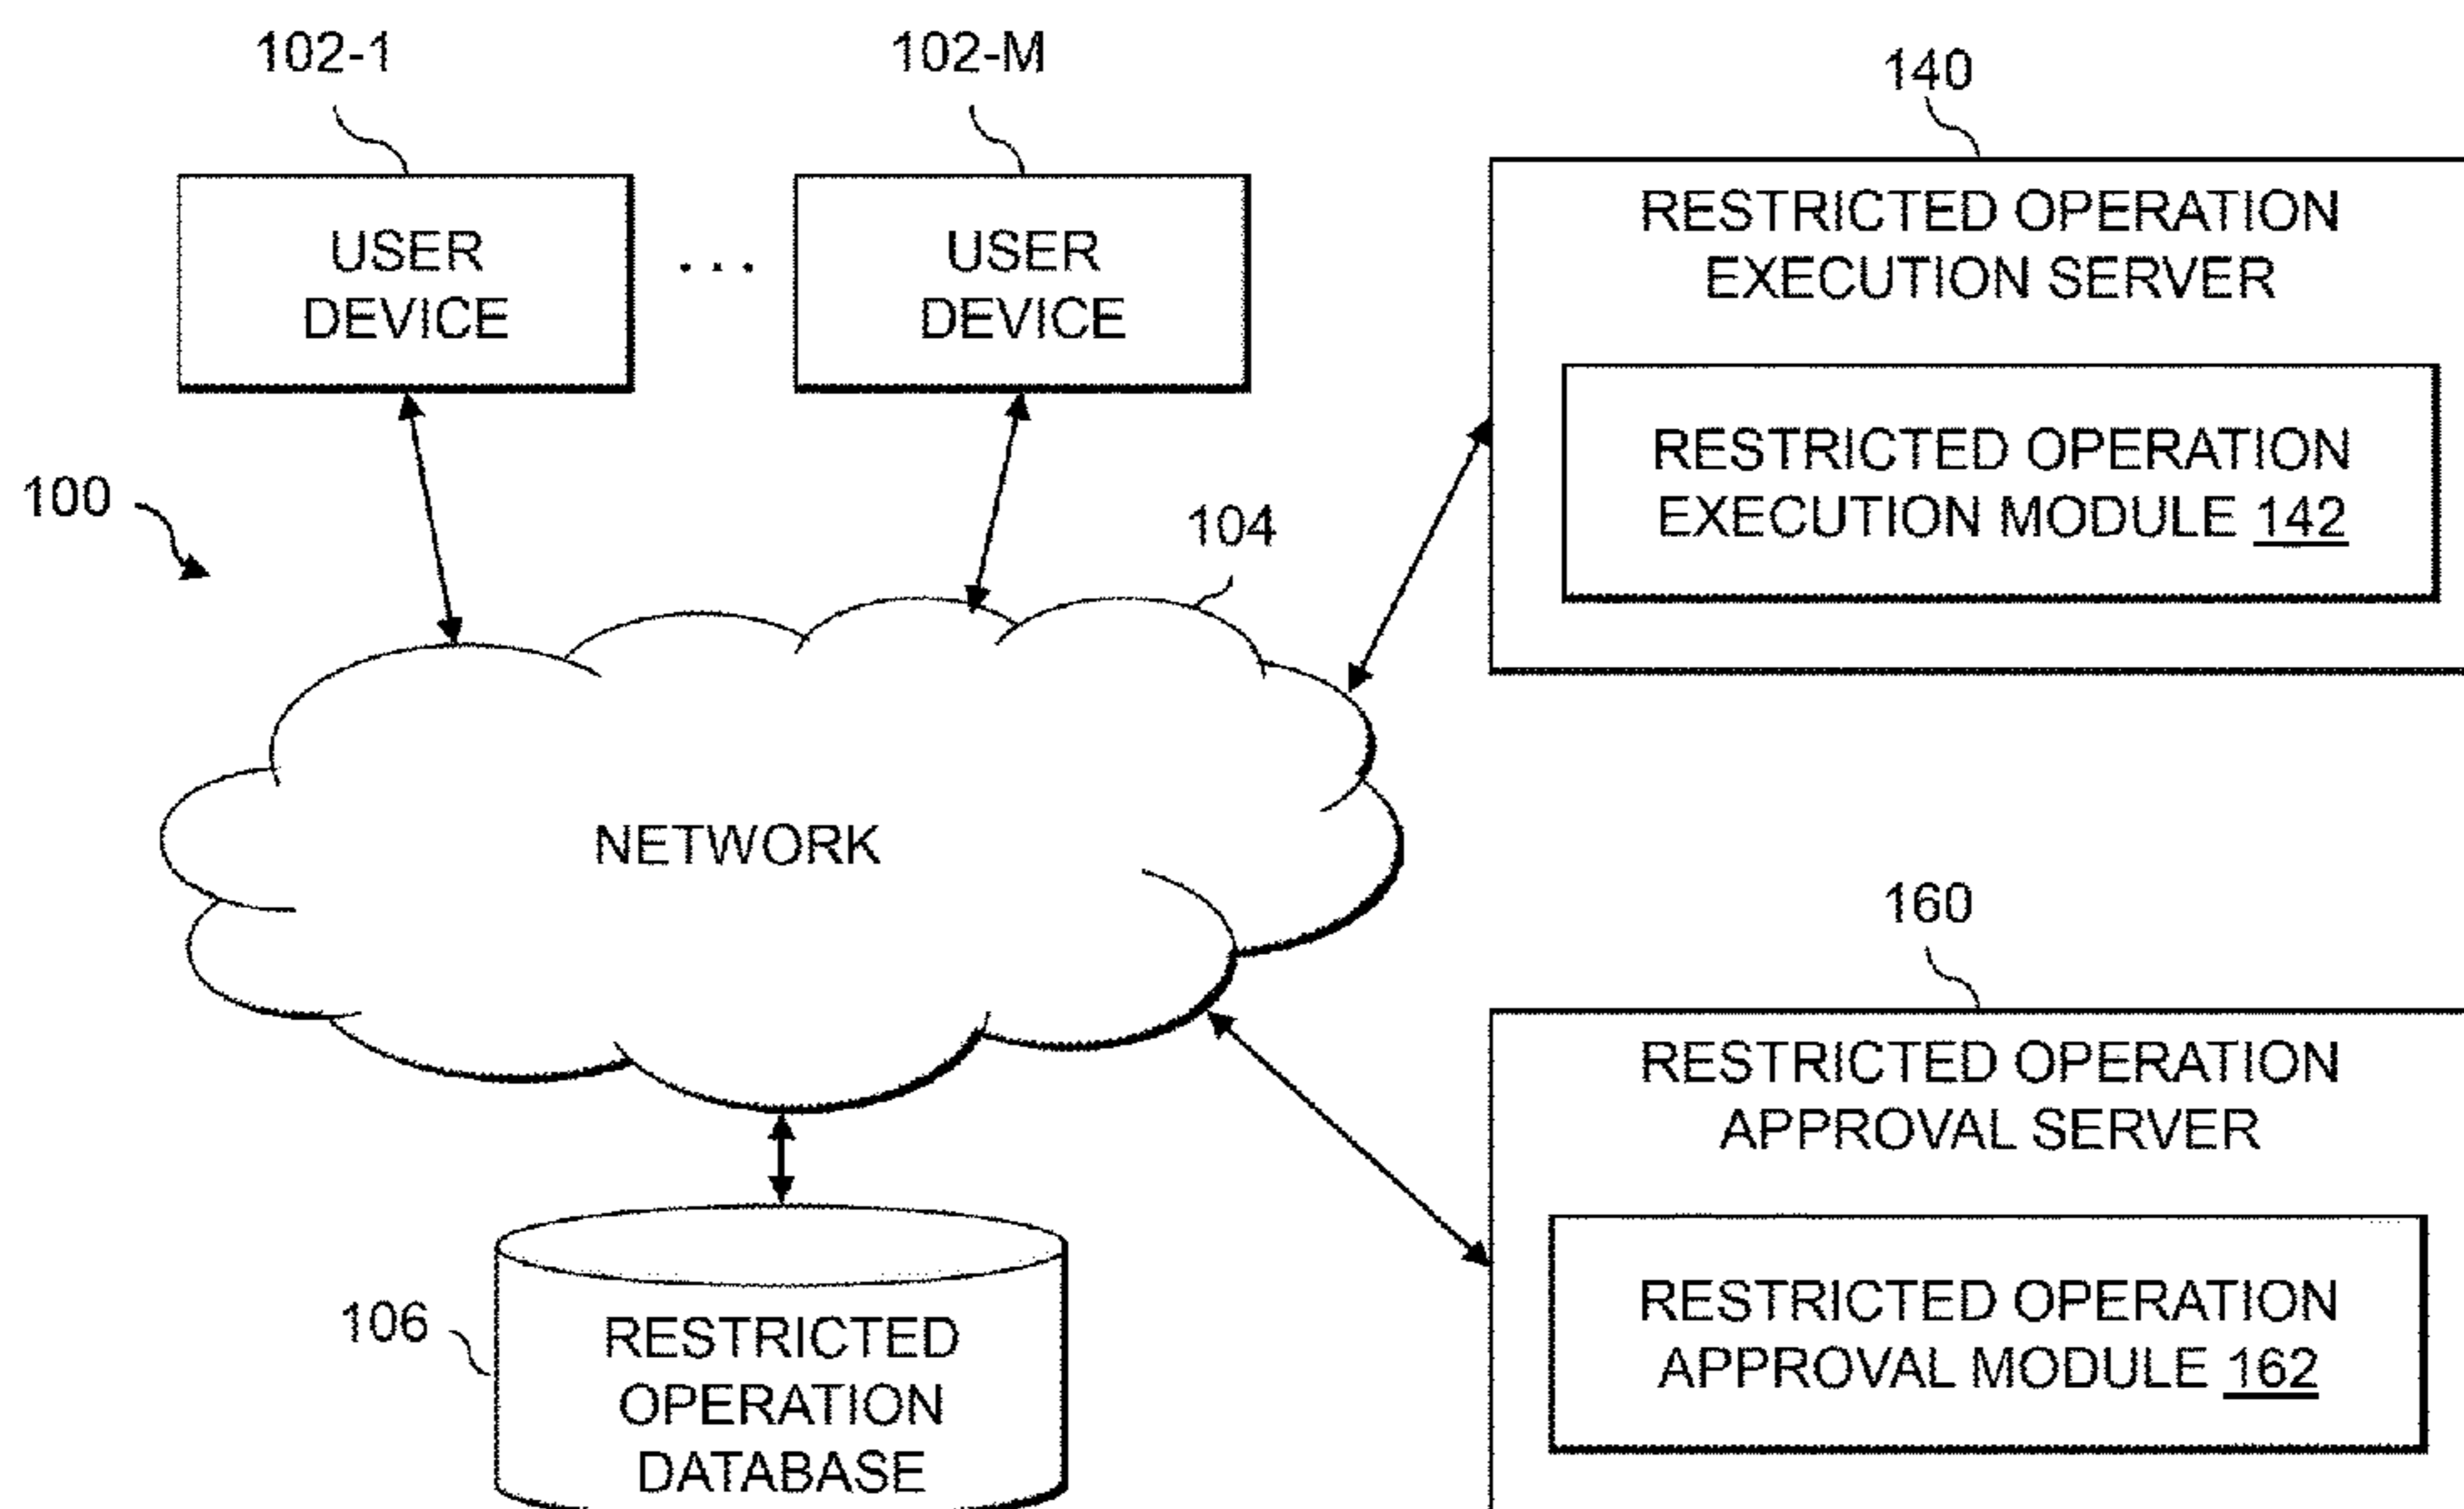 102-1
102-M
140
USER
DEVICE
. . .
USER
DEVICE
RESTRICTED OPERATION
EXECUTION SERVER
RESTRICTED OPERATION
EXECUTION MODULE 142
100
104
NETWORK
160
RESTRICTED OPERATION
APPROVAL SERVER
RESTRICTED OPERATION
APPROVAL MODULE 162
106
RESTRICTED
OPERATION
DATABASE